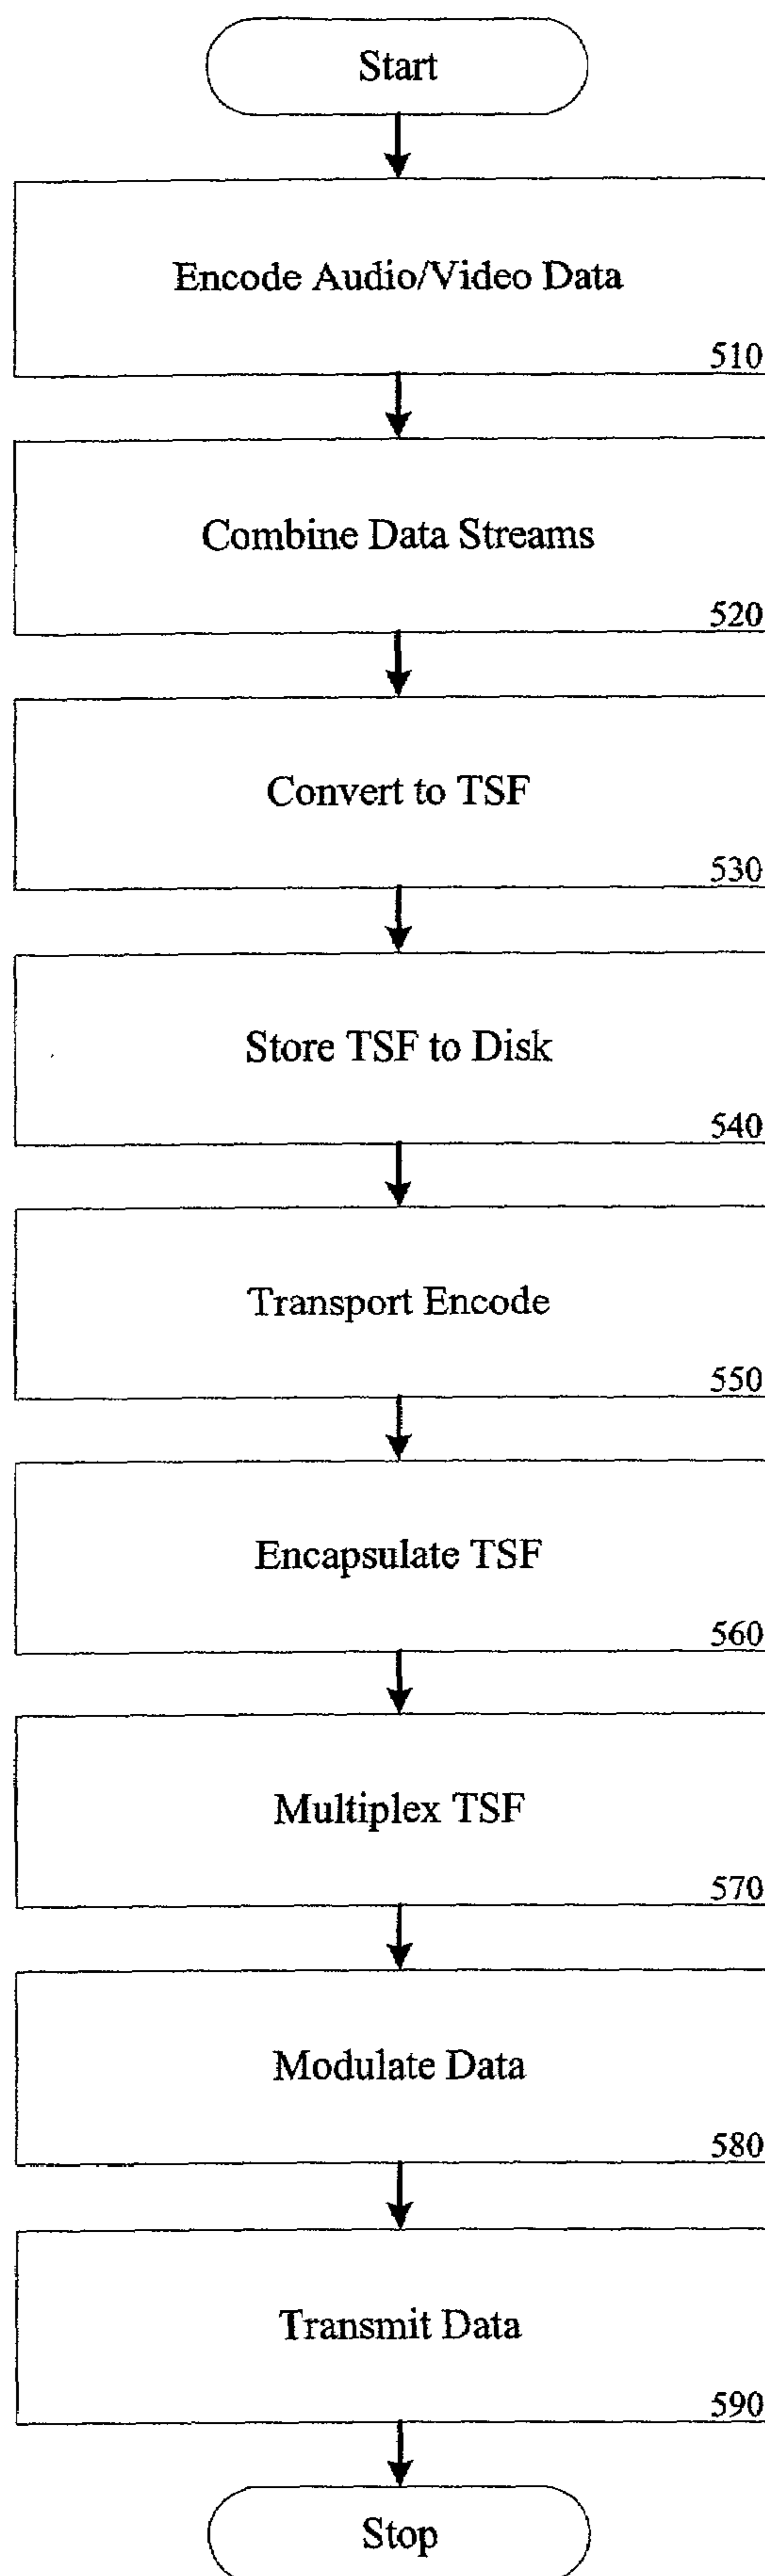 Start
Encode Audio/Video Data
510
Combine Data Streams
520
Convert to TSF
530
Store TSF to Disk
540
Transport Encode
550
Encapsulate TSF
560
Multiplex TSF
570
Modulate Data
580
Transmit Data
590
Stop